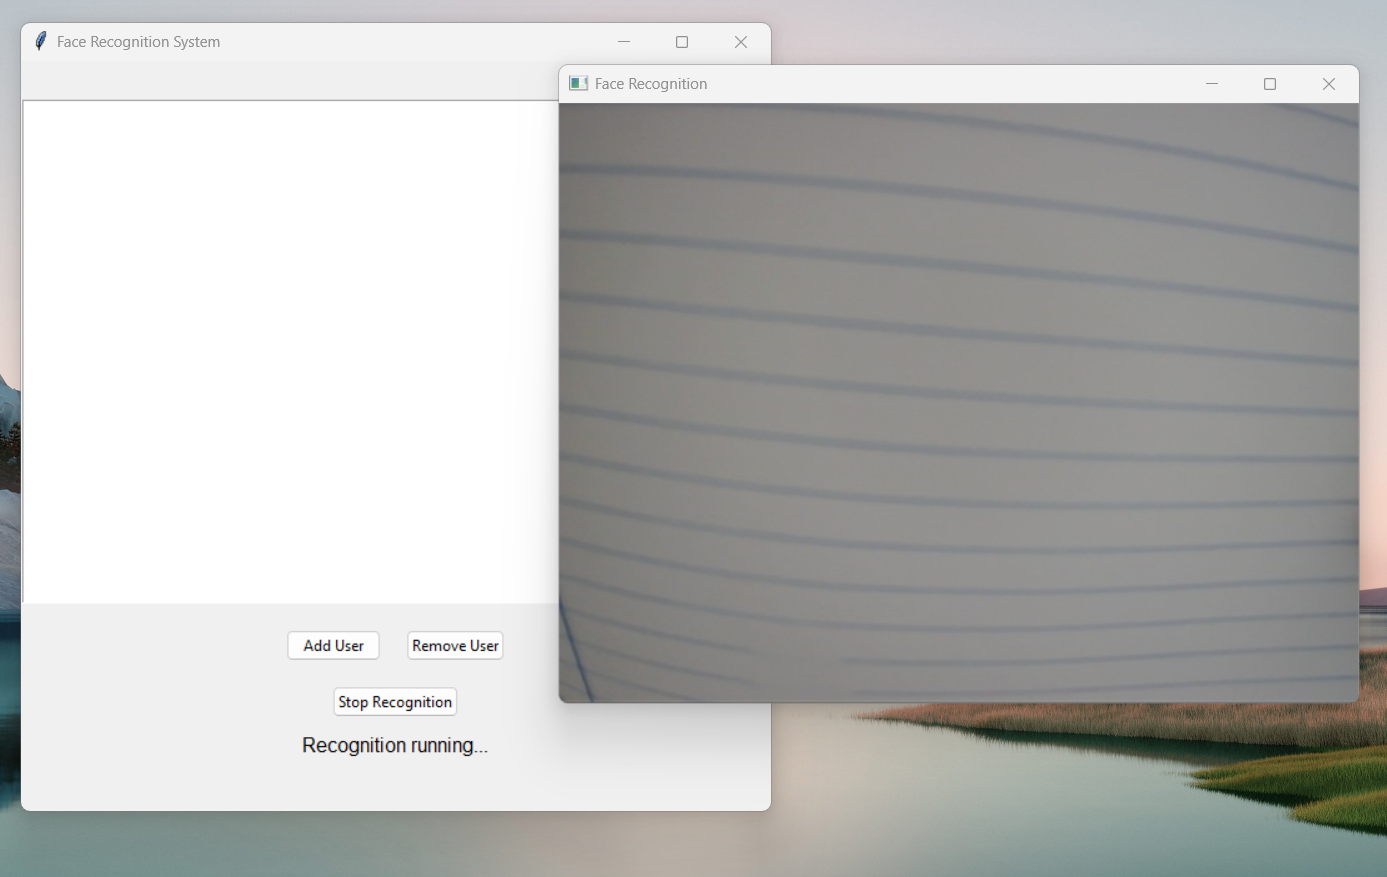 Face Recognition System
Face Recognition
Add User
Remove User
Stop Recognition
Recognition running...